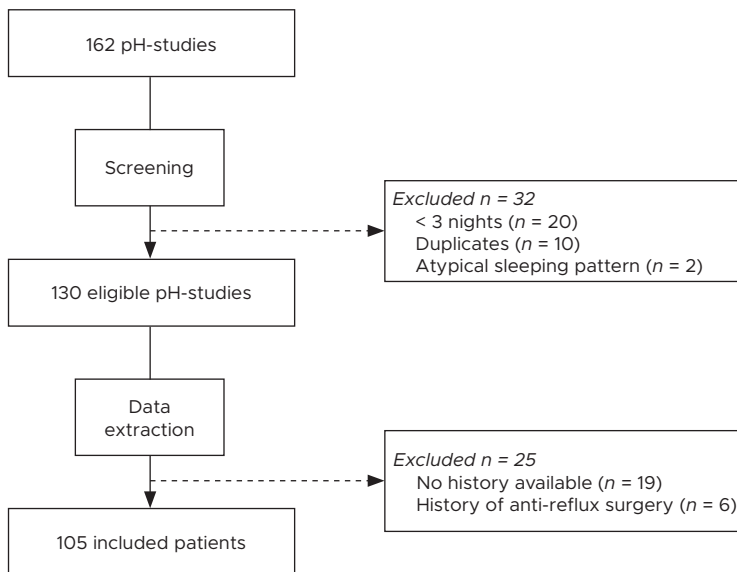 162 pH-studies
Screening
Excluded n = 32
< 3 nights (n = 20)
Duplicates (n = 10)
Atypical sleeping pattern (n = 2)
130 eligible pH-studies
Data
extraction
Excluded n = 25
No history available (n = 19)
History of anti-reflux surgery (n = 6)
105 included patients